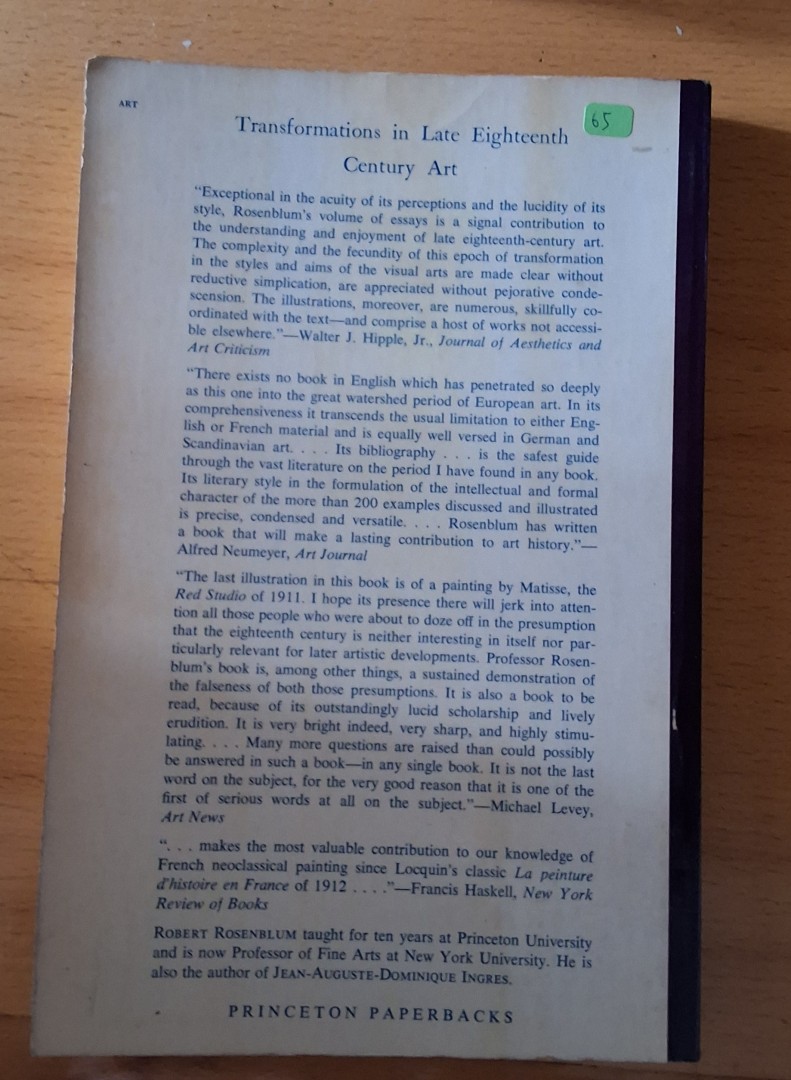 ART
65
Transformations in Late Eighteenth
Century Art
“Exceptional in the acuity of its perceptions and the lucidity of its
style, Rosenblum’s volume of essays is a signal contribution to
the understanding and enjoyment of late eighteenth-century art.
The complexity and the fecundity of this epoch of transformation
in the styles and aims of the visual arts are made clear without
reductive simplication, are appreciated without pejorative conde-
scension. The illustrations, moreover, are numerous, skillfully co-
ordinated with the text—and comprise a host of works not accessi-
ble elsewhere.”—Walter J. Hipple, Jr., Journal of Aesthetics and
Art Criticism
“There exists no book in English which has penetrated so deeply
as this one into the great watershed period of European art. In its
comprehensiveness it transcends the usual limitation to either Eng-
lish or French material and is equally well versed in German and
Scandinavian art. . . . Its bibliography . . . is the safest guide
through the vast literature on the period I have found in any book.
Its literary style in the formulation of the intellectual and formal
character of the more than 200 examples discussed and illustrated
is precise, condensed and versatile. . . . Rosenblum has written
a book that will make a lasting contribution to art history.”—
Alfred Neumeyer, Art Journal
“The last illustration in this book is of a painting by Matisse, the
Red Studio of 1911. I hope its presence there will jerk into atten-
tion all those people who were about to doze off in the presumption
that the eighteenth century is neither interesting in itself nor par-
ticularly relevant for later artistic developments. Professor Rosen-
blum’s book is, among other things, a sustained demonstration of
the falseness of both those presumptions. It is also a book to be
read, because of its outstandingly lucid scholarship and lively
erudition. It is very bright indeed, very sharp, and highly stimu-
lating. . . . Many more questions are raised than could possibly
be answered in such a book—in any single book. It is not the last
word on the subject, for the very good reason that it is one of the
first of serious words at all on the subject.”—Michael Levey,
Art News
“. . . makes the most valuable contribution to our knowledge of
French neoclassical painting since Locquin’s classic La peinture
d’histoire en France of 1912 . . . .”—Francis Haskell, New York
Review of Books
ROBERT ROSENBLUM taught for ten years at Princeton University
and is now Professor of Fine Arts at New York University. He is
also the author of JEAN-AUGUSTE-DOMINIQUE INGRES.
PRINCETON PAPERBACKS